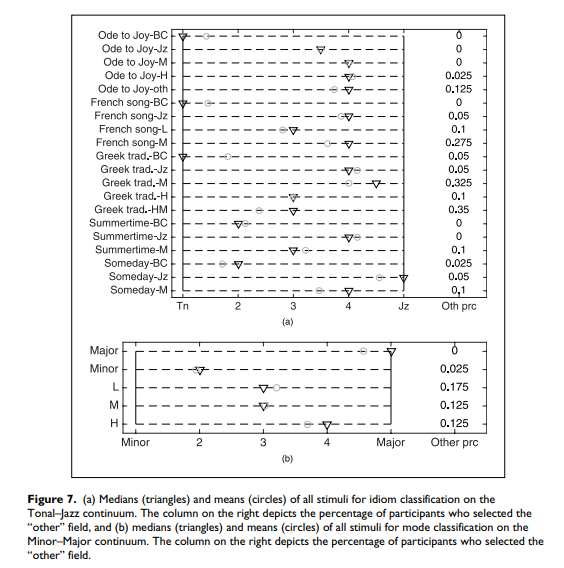 Ode to Joy-BC 0
Ode to Joy-Jz 0
Ode to Joy-M 0
Ode to Joy-H 0.025
Ode to Joy-oth 0.125
French song-BC 0
French song-Jz 0.05
French song-L 0.1
French song-M 0.275
Greek trad.-BC 0.05
Greek trad.-Jz 0.05
Greek trad.-M 0.325
Greek trad.-H 0.1
Greek trad.-HM 0.35
Summertime-BC 0
Summertime-Jz 0
Summertime-M 0.1
Someday-BC 0.025
Someday-Jz 0.05
Someday-M 0.1
Tn 2 3 4 Jz Oth prc
(a)
Major 0
Minor 0.025
L 0.175
M 0.125
H 0.125
Minor 2 3 4 Major Other prc
(b)
Figure 7. (a) Medians (triangles) and means (circles) of all stimuli for idiom classification on the
Tonal–Jazz continuum. The column on the right depicts the percentage of participants who selected the
“other” field, and (b) medians (triangles) and means (circles) of all stimuli for mode classification on the
Minor–Major continuum. The column on the right depicts the percentage of participants who selected the
“other” field.